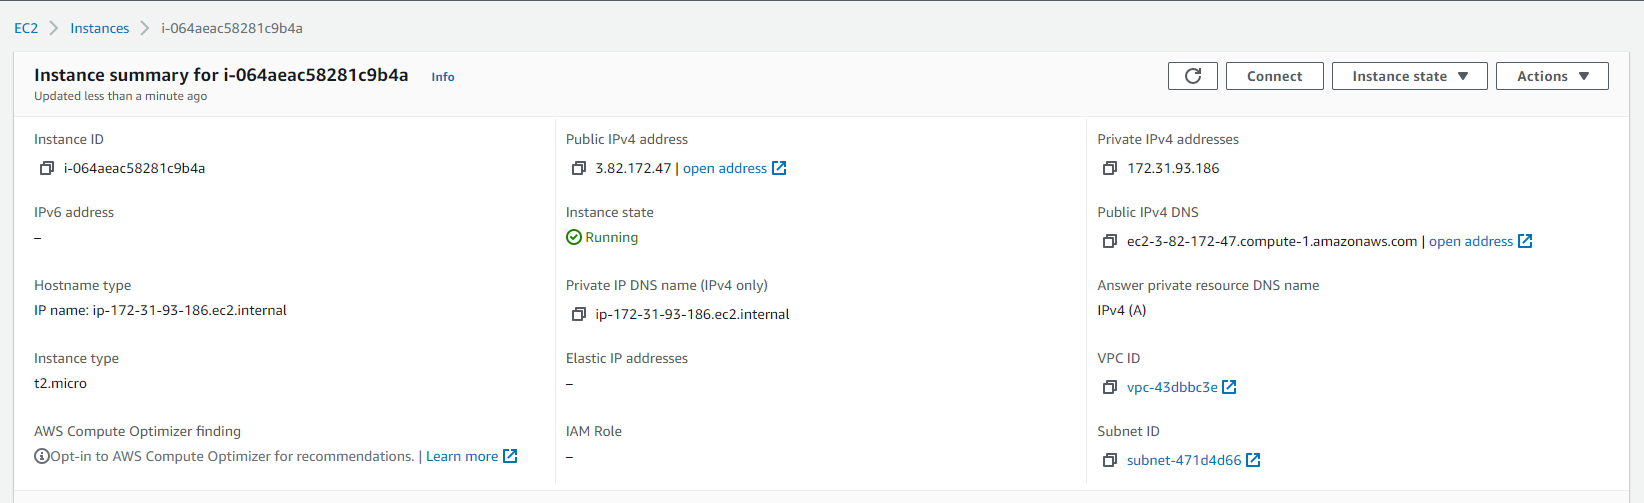 EC2 > Instances > i-064aeac58281c9b4a
Instance summary for i-064aeac58281c9b4a Info
Updated less than a minute ago
Connect
Instance state
Actions
Instance ID
i-064aeac58281c9b4a
Public IPv4 address
3.82.172.47 | open address
Private IPv4 addresses
172.31.93.186
IPv6 address
–
Instance state
Running
Public IPv4 DNS
ec2-3-82-172-47.compute-1.amazonaws.com | open address
Hostname type
IP name: ip-172-31-93-186.ec2.internal
Private IP DNS name (IPv4 only)
ip-172-31-93-186.ec2.internal
Answer private resource DNS name
IPv4 (A)
Instance type
t2.micro
Elastic IP addresses
–
VPC ID
vpc-43dbbc3e
AWS Compute Optimizer finding
Opt-in to AWS Compute Optimizer for recommendations. | Learn more
IAM Role
–
Subnet ID
subnet-471d4d66